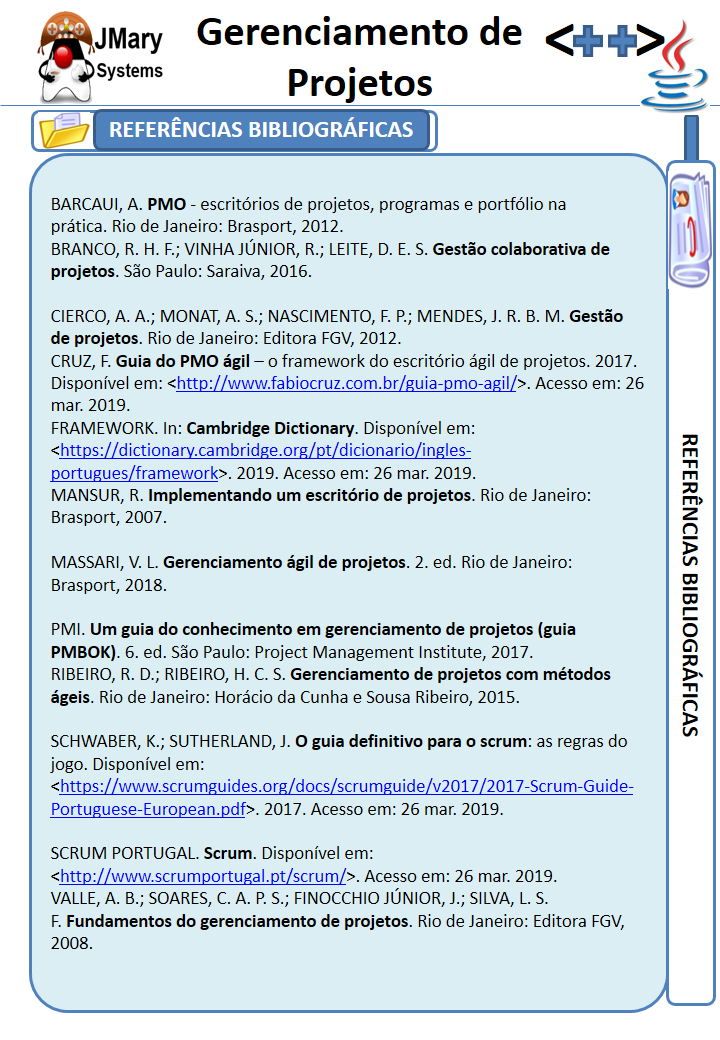 JMary
Systems
Gerenciamento de
Projetos
<++>
REFERÊNCIAS BIBLIOGRÁFICAS
BARCAUI, A. PMO - escritórios de projetos, programas e portfólio na
prática. Rio de Janeiro: Brasport, 2012.
BRANCO, R. H. F.; VINHA JÚNIOR, R.; LEITE, D. E. S. Gestão colaborativa de
projetos. São Paulo: Saraiva, 2016.
CIERCO, A. A.; MONAT, A. S.; NASCIMENTO, F. P.; MENDES, J. R. B. M. Gestão
de projetos. Rio de Janeiro: Editora FGV, 2012.
CRUZ, F. Guia do PMO ágil – o framework do escritório ágil de projetos. 2017.
Disponível em: <http://www.fabiocruz.com.br/guia-pmo-agil/>. Acesso em: 26
mar. 2019.
FRAMEWORK. In: Cambridge Dictionary. Disponível em:
<https://dictionary.cambridge.org/pt/dicionario/ingles-
portugues/framework>. 2019. Acesso em: 26 mar. 2019.
MANSUR, R. Implementando um escritório de projetos. Rio de Janeiro:
Brasport, 2007.
MASSARI, V. L. Gerenciamento ágil de projetos. 2. ed. Rio de Janeiro:
Brasport, 2018.
PMI. Um guia do conhecimento em gerenciamento de projetos (guia
PMBOK). 6. ed. São Paulo: Project Management Institute, 2017.
RIBEIRO, R. D.; RIBEIRO, H. C. S. Gerenciamento de projetos com métodos
ágeis. Rio de Janeiro: Horácio da Cunha e Sousa Ribeiro, 2015.
SCHWABER, K.; SUTHERLAND, J. O guia definitivo para o scrum: as regras do
jogo. Disponível em:
<https://www.scrumguides.org/docs/scrumguide/v2017/2017-Scrum-Guide-
Portuguese-European.pdf>. 2017. Acesso em: 26 mar. 2019.
SCRUM PORTUGAL. Scrum. Disponível em:
<http://www.scrumportugal.pt/scrum/>. Acesso em: 26 mar. 2019.
VALLE, A. B.; SOARES, C. A. P. S.; FINOCCHIO JÚNIOR, J.; SILVA, L. S.
F. Fundamentos do gerenciamento de projetos. Rio de Janeiro: Editora FGV,
2008.
REFERÊNCIAS BIBLIOGRÁFICAS